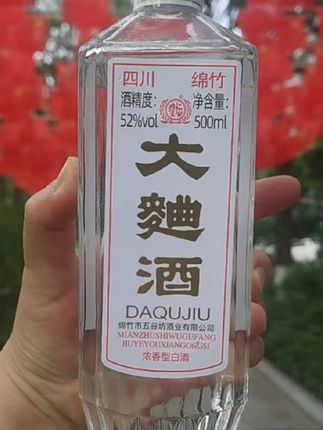 四川 绵竹
酒精度: 净含量:
52%vol 500ml
大
麯
酒
DAQUJIU
绵竹市五谷坊酒业有限公司
MIANZHUSHIWUGUFANG
JIUYEYOUXIANGONGSI
浓香型白酒